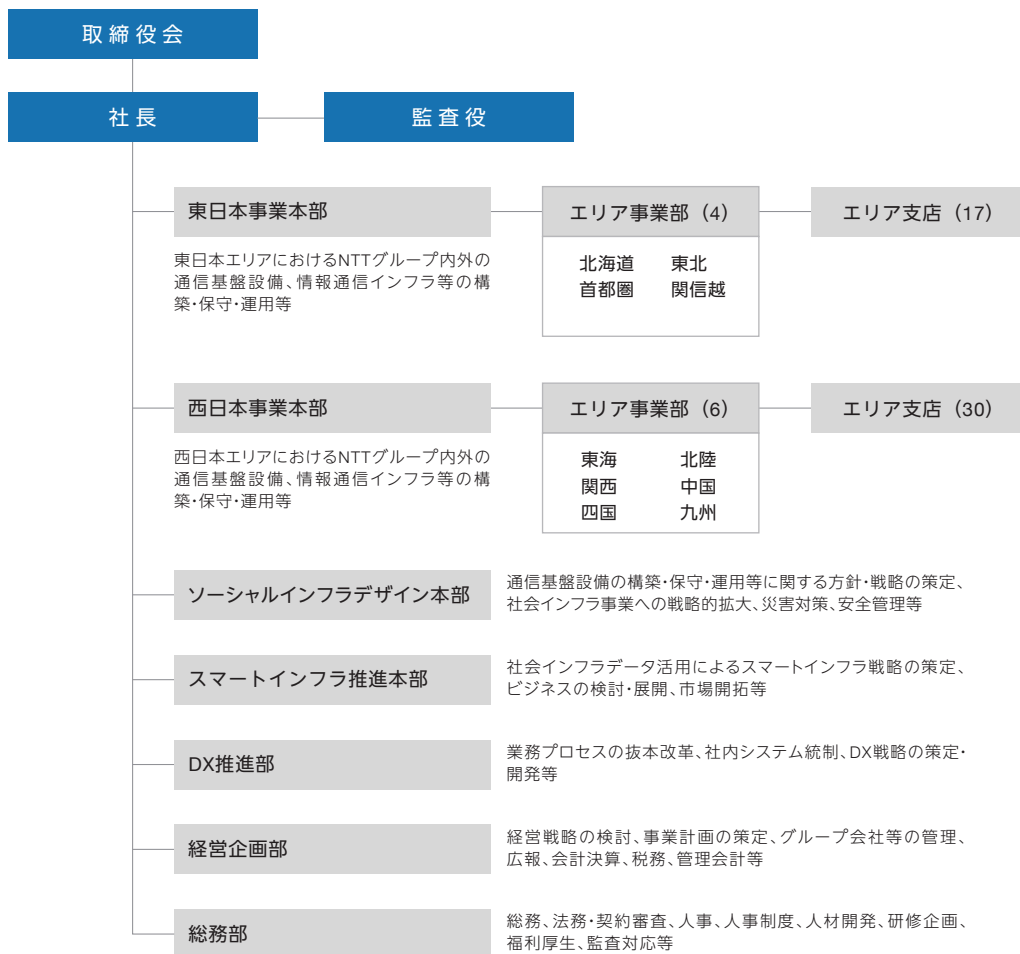 取締役会
社長
監査役
東日本事業本部
エリア事業部（4）
エリア支店（17）
東日本エリアにおけるNTTグループ内外の
通信基盤設備、情報通信インフラ等の構
築・保守・運用等
北海道 東北
首都圏 関信越
西日本事業本部
エリア事業部（6）
エリア支店（30）
西日本エリアにおけるNTTグループ内外の
通信基盤設備、情報通信インフラ等の構
築・保守・運用等
東海 北陸
関西 中国
四国 九州
ソーシャルインフラデザイン本部
通信基盤設備の構築・保守・運用等に関する方針・戦略の策定、
社会インフラ事業への戦略的拡大、災害対策、安全管理等
スマートインフラ推進本部
社会インフラデータ活用によるスマートインフラ戦略の策定、
ビジネスの検討・展開、市場開拓等
DX推進部
業務プロセスの抜本改革、社内システム統制、DX戦略の策定・
開発等
経営企画部
経営戦略の検討、事業計画の策定、グループ会社等の管理、
広報、会計決算、税務、管理会計等
総務部
総務、法務・契約審査、人事、人事制度、人材開発、研修企画、
福利厚生、監査対応等